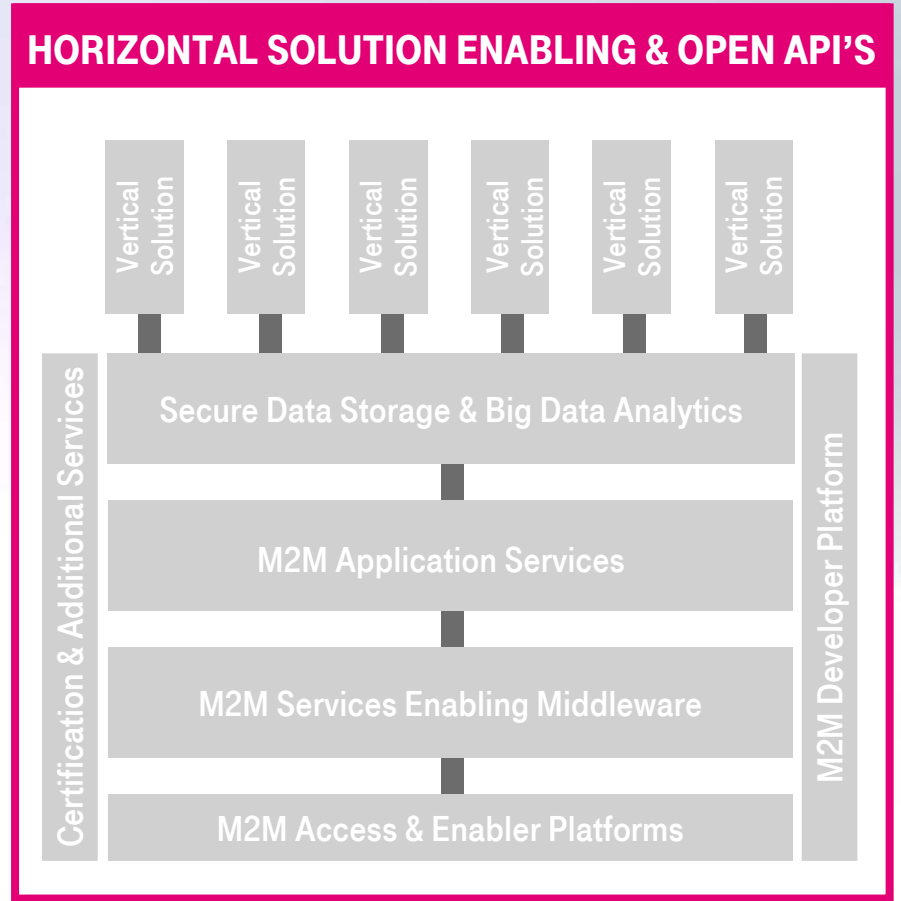 HORIZONTAL SOLUTION ENABLING & OPEN API’S
Vertical
Solution
Vertical
Solution
Vertical
Solution
Vertical
Solution
Vertical
Solution
Vertical
Solution
Certification & Additional Services
Secure Data Storage & Big Data Analytics
M2M Application Services
M2M Services Enabling Middleware
M2M Access & Enabler Platforms
M2M Developer Platform